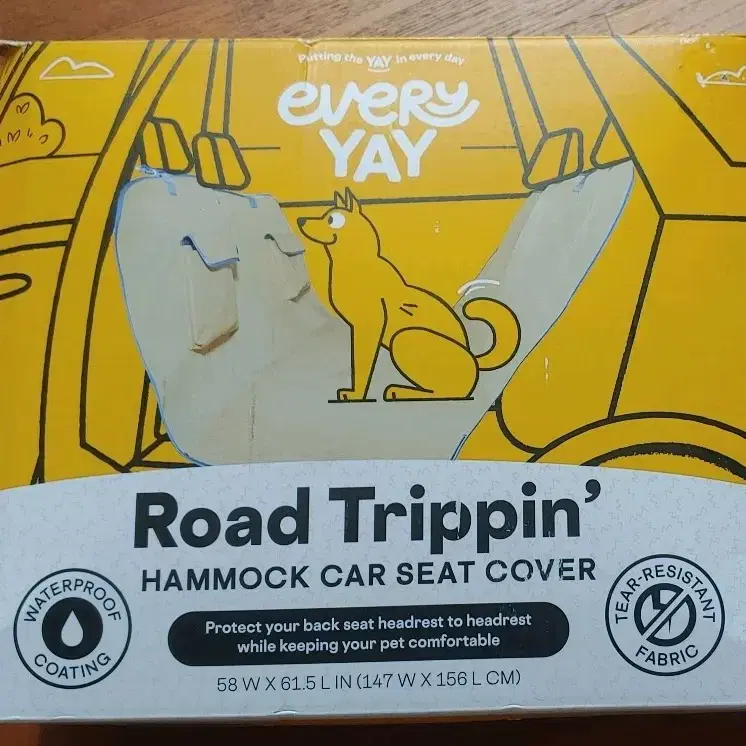 Putting the YAY in every day
every
YAY
Road Trippin’
HAMMOCK CAR SEAT COVER
WATERPROOF
COATING
Protect your back seat headrest to headrest
while keeping your pet comfortable
TEAR-RESISTANT
FABRIC
58 W X 61.5 L IN (147 W X 156 L CM)